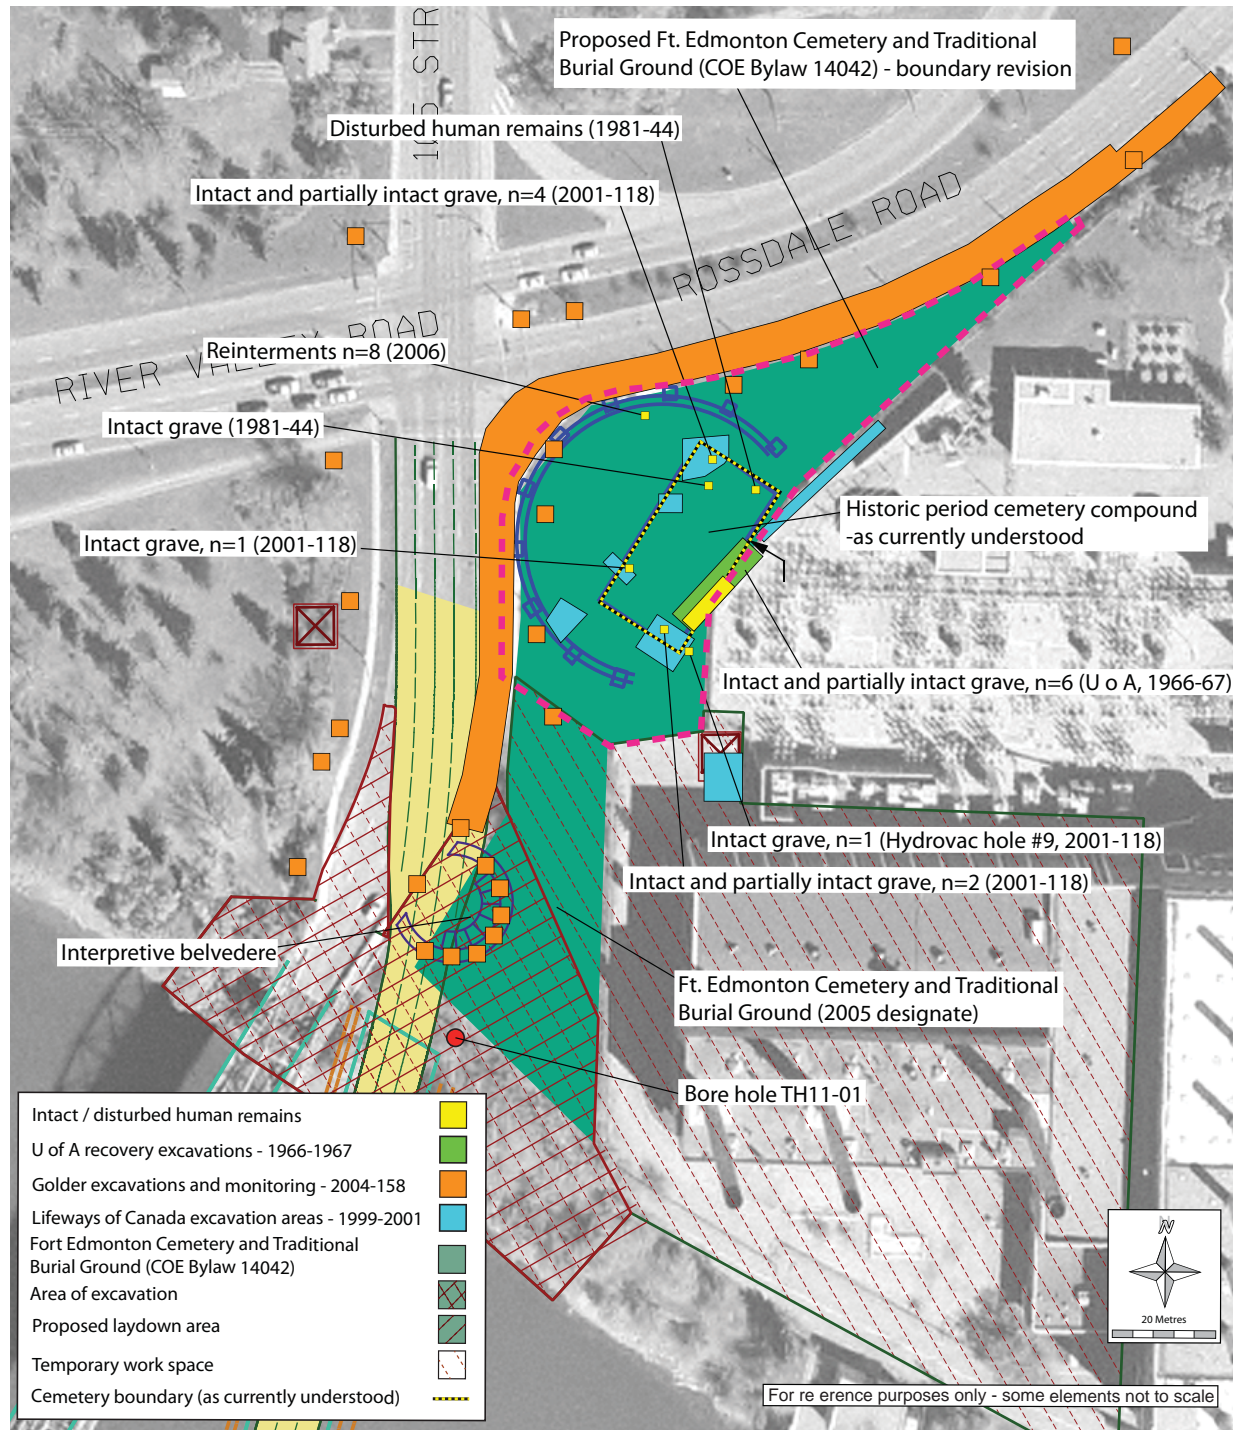 Proposed Ft. Edmonton Cemetery and Traditional
Burial Ground (COE Bylaw 14042) - boundary revision
105 STR
Disturbed human remains (1981-44)
Intact and partially intact grave, n=4 (2001-118)
ROSSDALE ROAD
RIVER VALLEY ROAD
Reinterments n=8 (2006)
Intact grave (1981-44)
Historic period cemetery compound
-as currently understood
Intact grave, n=1 (2001-118)
Intact and partially intact grave, n=6 (U o A, 1966-67)
Intact grave, n=1 (Hydrovac hole #9, 2001-118)
Intact and partially intact grave, n=2 (2001-118)
Interpretive belvedere
Ft. Edmonton Cemetery and Traditional
Burial Ground (2005 designate)
Bore hole TH11-01
Intact / disturbed human remains
U of A recovery excavations - 1966-1967
Golder excavations and monitoring - 2004-158
Lifeways of Canada excavation areas - 1999-2001
Fort Edmonton Cemetery and Traditional
Burial Ground (COE Bylaw 14042)
Area of excavation
Proposed laydown area
Temporary work space
Cemetery boundary (as currently understood)
N
20 Metres
For re erence purposes only - some elements not to scale